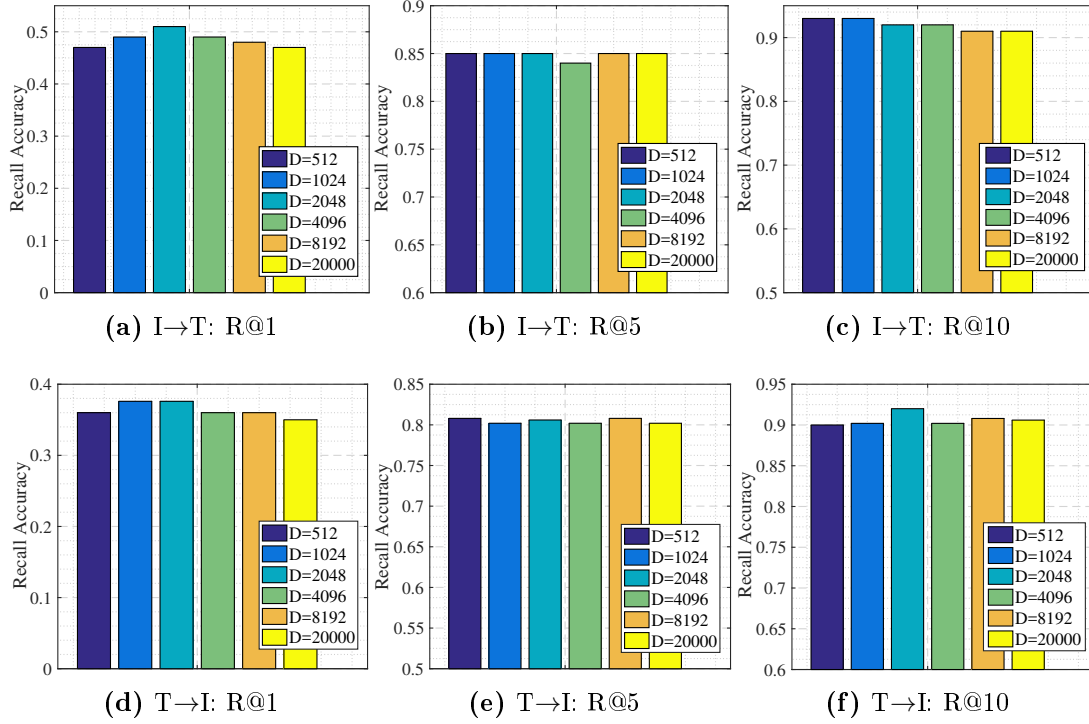 Recall Accuracy
0.5
0.4
0.3
0.2
0.1
0
D=512
D=1024
D=2048
D=4096
D=8192
D=20000
(a) I→T: R@1
Recall Accuracy
0.9
0.85
0.8
0.75
0.7
0.65
0.6
D=512
D=1024
D=2048
D=4096
D=8192
D=20000
(b) I→T: R@5
Recall Accuracy
0.9
0.8
0.7
0.6
0.5
D=512
D=1024
D=2048
D=4096
D=8192
D=20000
(c) I→T: R@10
Recall Accuracy
0.4
0.3
0.2
0.1
0
D=512
D=1024
D=2048
D=4096
D=8192
D=20000
(d) T→I: R@1
Recall Accuracy
0.85
0.8
0.75
0.7
0.65
0.6
0.55
0.5
D=512
D=1024
D=2048
D=4096
D=8192
D=20000
(e) T→I: R@5
Recall Accuracy
0.95
0.9
0.85
0.8
0.75
0.7
0.65
0.6
D=512
D=1024
D=2048
D=4096
D=8192
D=20000
(f) T→I: R@10